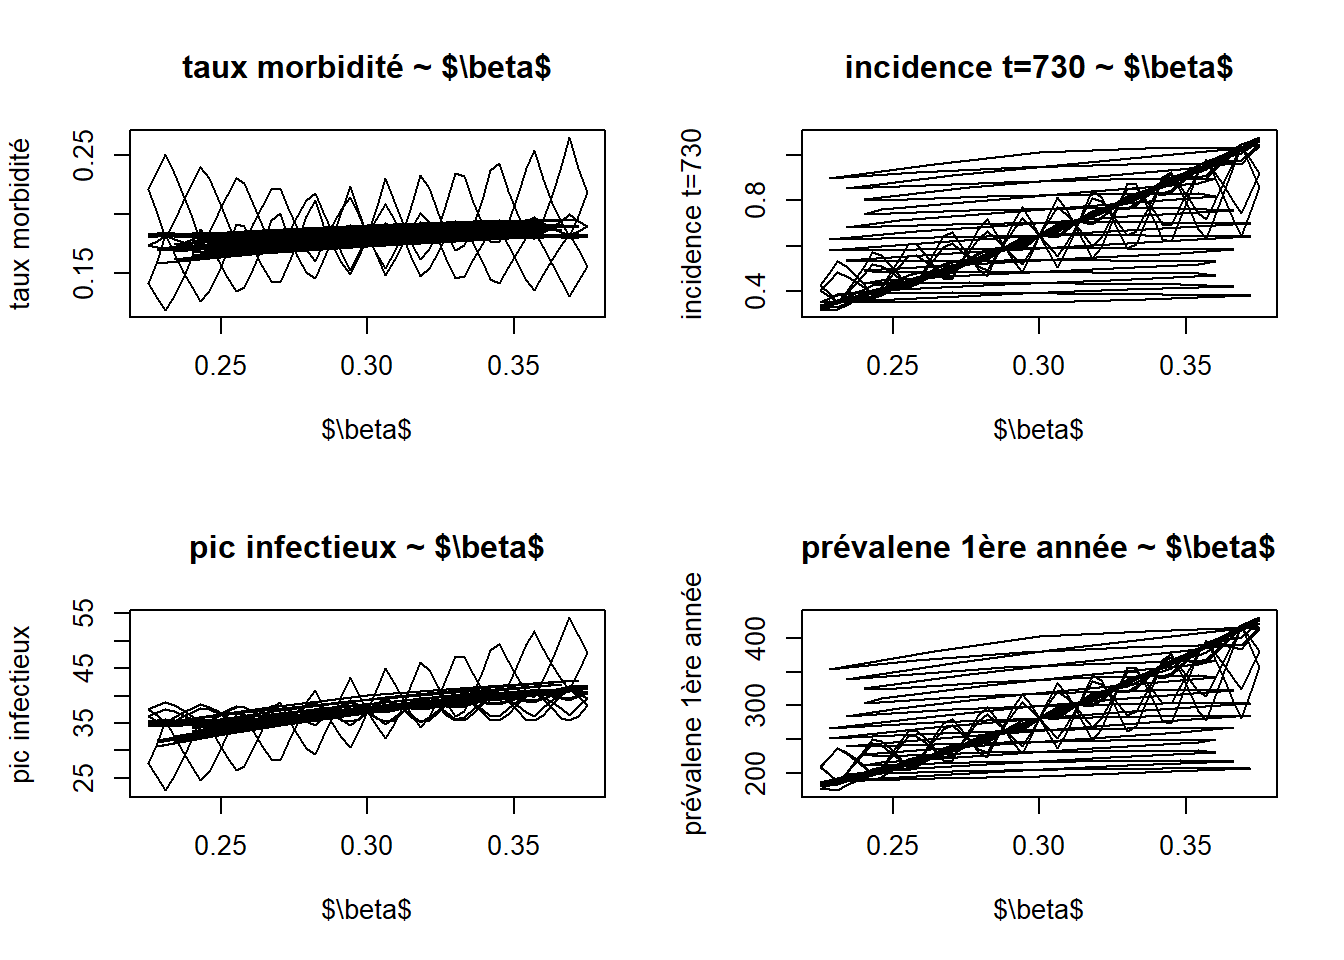 taux morbidité ~ $\beta$
taux morbidité
0.15
0.25
0.25
0.30
0.35
$\beta$
incidence t=730 ~ $\beta$
incidence t=730
0.4
0.8
0.25
0.30
0.35
$\beta$
pic infectieux ~ $\beta$
pic infectieux
25
35
45
55
0.25
0.30
0.35
$\beta$
prévalene 1ère année ~ $\beta$
prévalene 1ère année
200
300
400
0.25
0.30
0.35
$\beta$